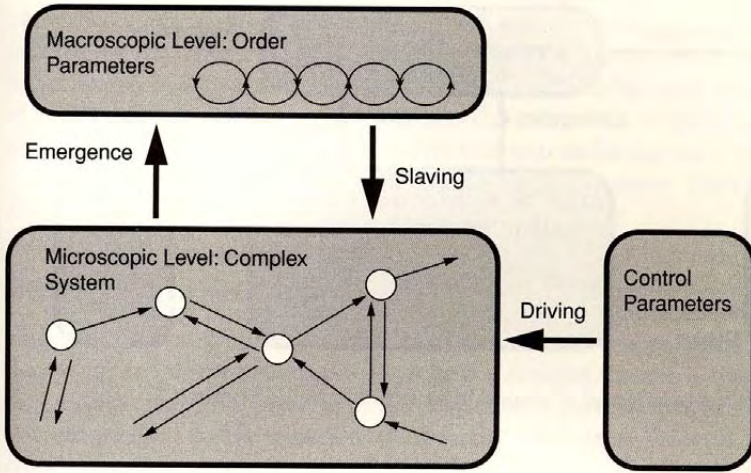 Macroscopic Level: Order
Parameters
Emergence
Slaving
Microscopic Level: Complex
System
Driving
Control
Parameters